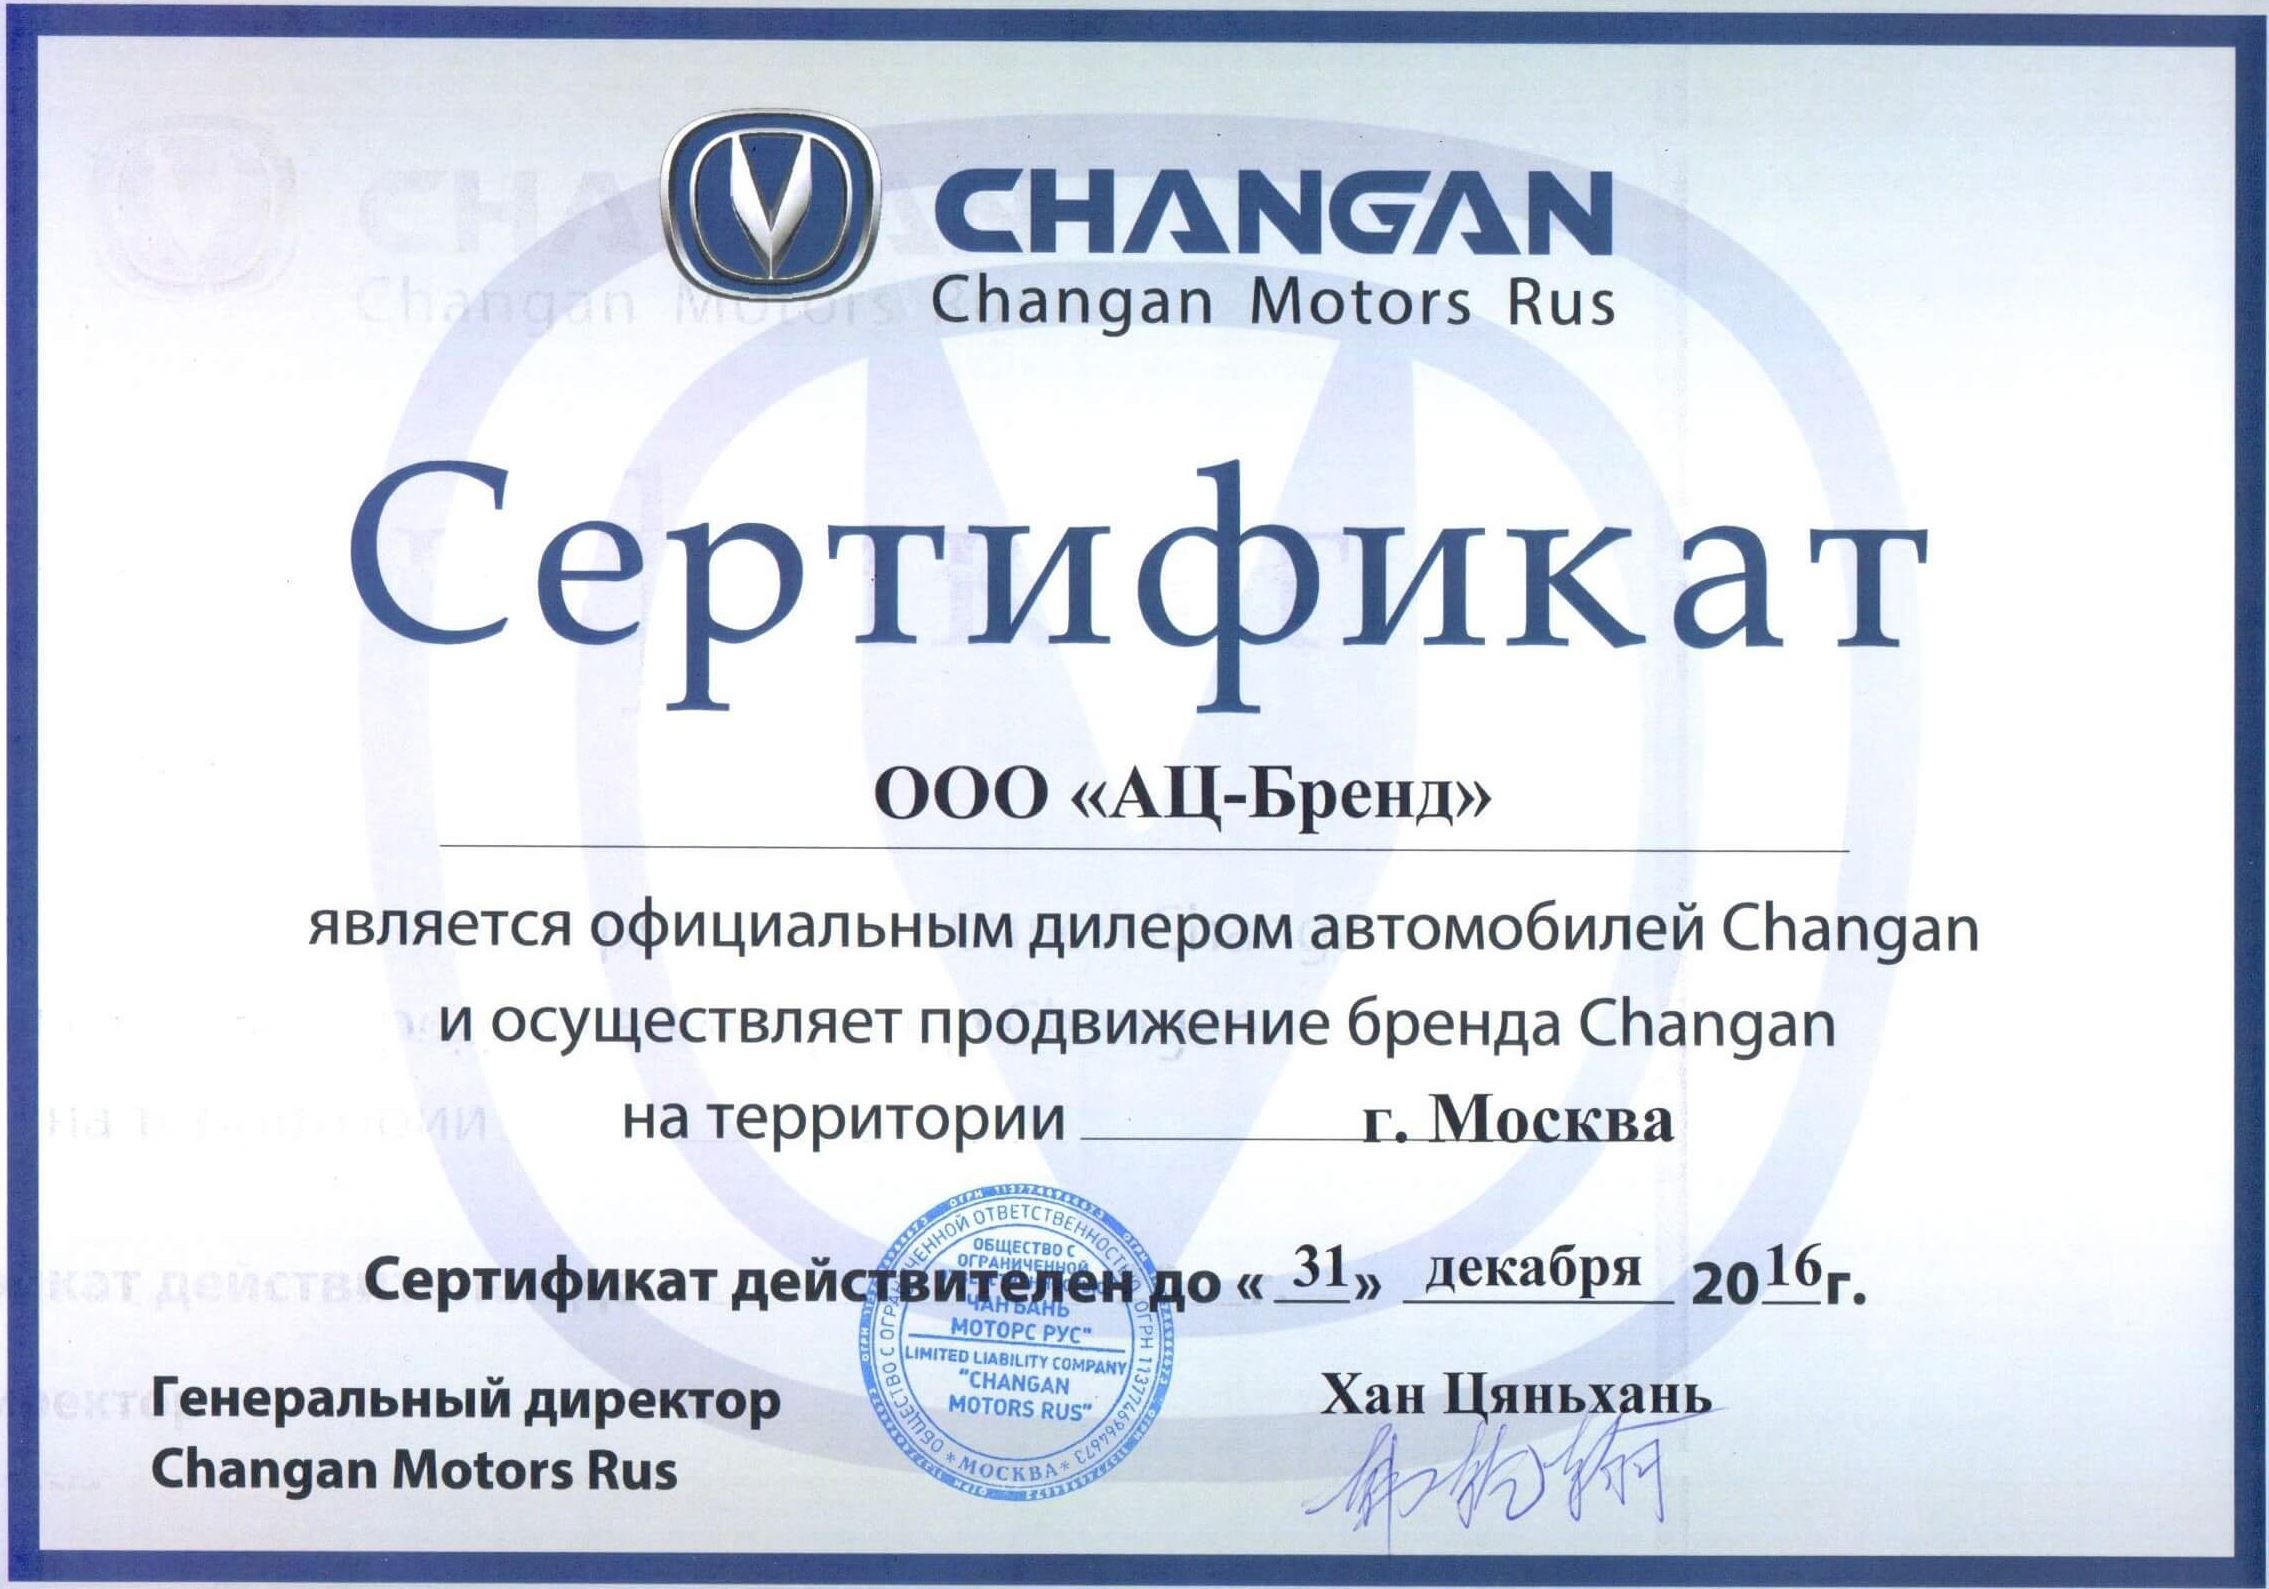 CHANGAN
Changan Motors Rus
Сертификат
ООО «АЦ-Бренд»
является официальным дилером автомобилей Changan
и осуществляет продвижение бренда Changan
на территории г. Москва
Сертификат действителен до «31» декабря 2016г.
Генеральный директор
Changan Motors Rus
Хан Цяньхань
ОБЩЕСТВО С ОГРАНИЧЕННОЙ ОТВЕТСТВЕННОСТЬЮ ОГРН 1137746964673
* МОСКВА *
ОБЩЕСТВО С
ОГРАНИЧЕННОЙ
МОТОРС РУС"
LIMITED LIABILITY COMPANY
"CHANGAN
MOTORS RUS"